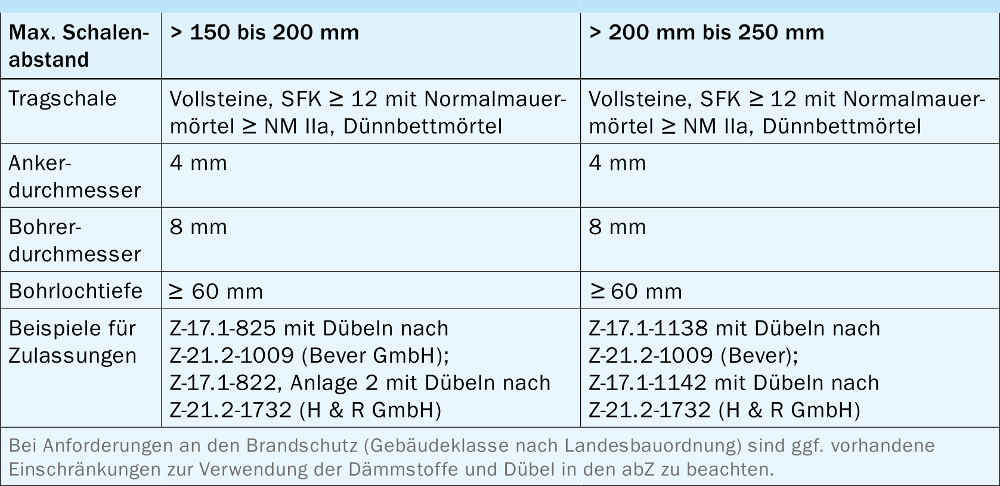 Max. Schalen-
abstand
> 150 bis 200 mm
> 200 mm bis 250 mm
Tragschale
Vollsteine, SFK ≥ 12 mit Normalmauer-
mörtel ≥ NM IIa, Dünnbettmörtel
Vollsteine, SFK ≥ 12 mit Normalmauer-
mörtel ≥ NM IIa, Dünnbettmörtel
Anker-
durchmesser
4 mm
4 mm
Bohrer-
durchmesser
8 mm
8 mm
Bohrlochtiefe
≥ 60 mm
≥ 60 mm
Beispiele für
Zulassungen
Z-17.1-825 mit Dübeln nach
Z-21.2-1009 (Bever GmbH);
Z-17.1-822, Anlage 2 mit Dübeln nach
Z-21.2-1732 (H & R GmbH)
Z-17.1-1138 mit Dübeln nach
Z-21.2-1009 (Bever);
Z-17.1-1142 mit Dübeln nach
Z-21.2-1732 (H & R GmbH)
Bei Anforderungen an den Brandschutz (Gebäudeklasse nach Landesbauordnung) sind ggf. vorhandene
Einschränkungen zur Verwendung der Dämmstoffe und Dübel in den abZ zu beachten.